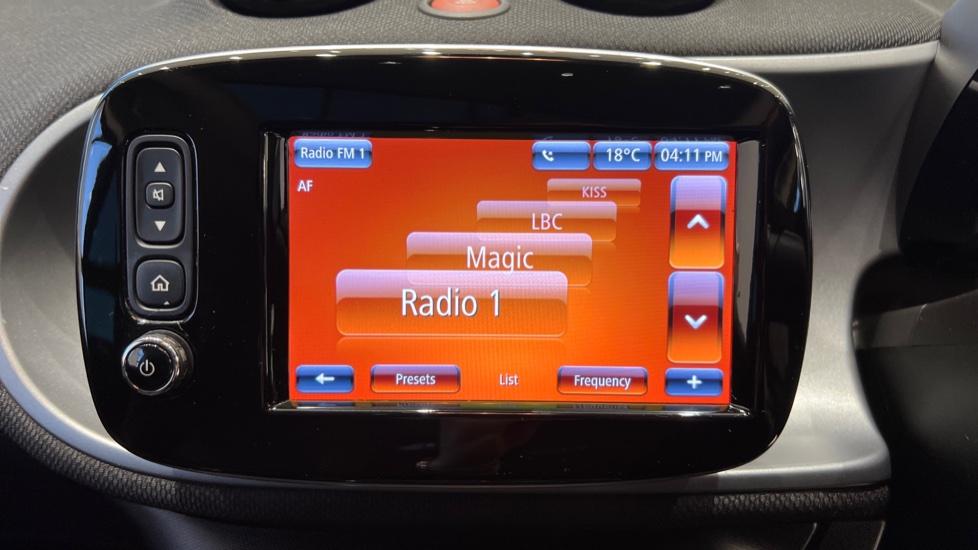 Radio FM 1
18°C
04:11 PM
AF
KISS
LBC
Magic
Radio 1
Presets
List
Frequency
+